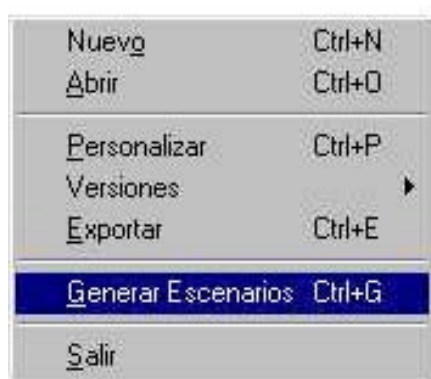 Nuevo Ctrl+N
Abrir Ctrl+O
Personalizar Ctrl+P
Versiones
Exportar Ctrl+E
Generar Escenarios Ctrl+G
Salir